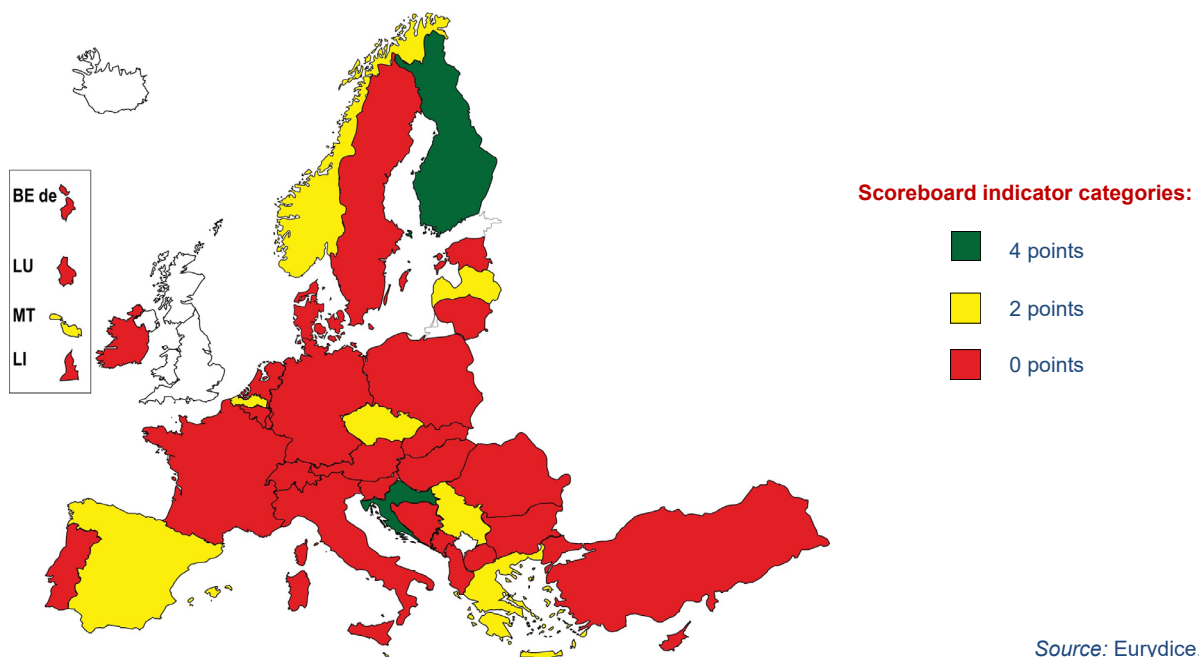 BE de
LU
MT
LI
Scoreboard indicator categories:
4 points
2 points
0 points
Source: Eurydice.